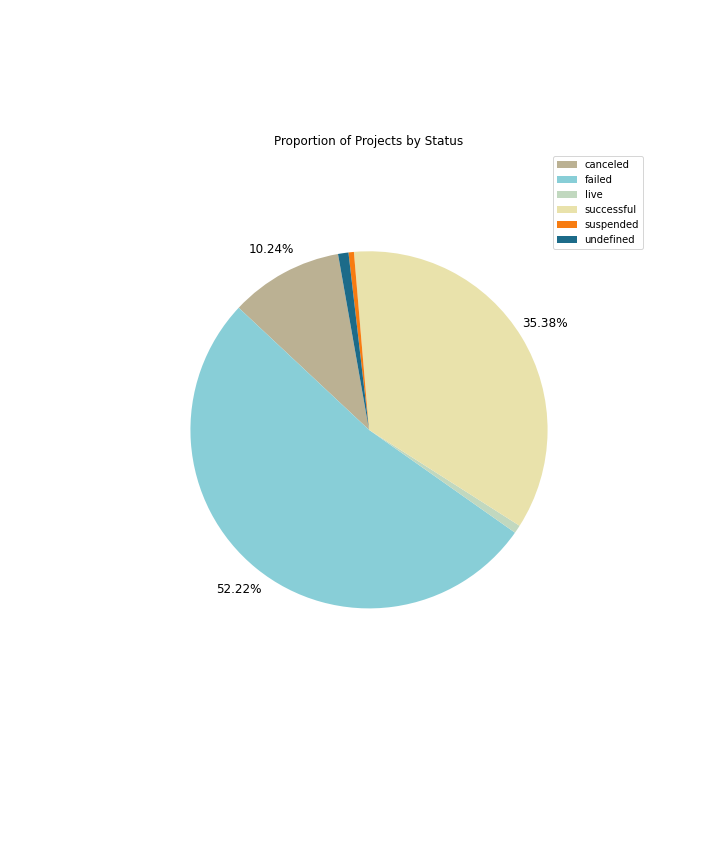 Proportion of Projects by Status
canceled
failed
live
successful
suspended
undefined
10.24%
35.38%
52.22%